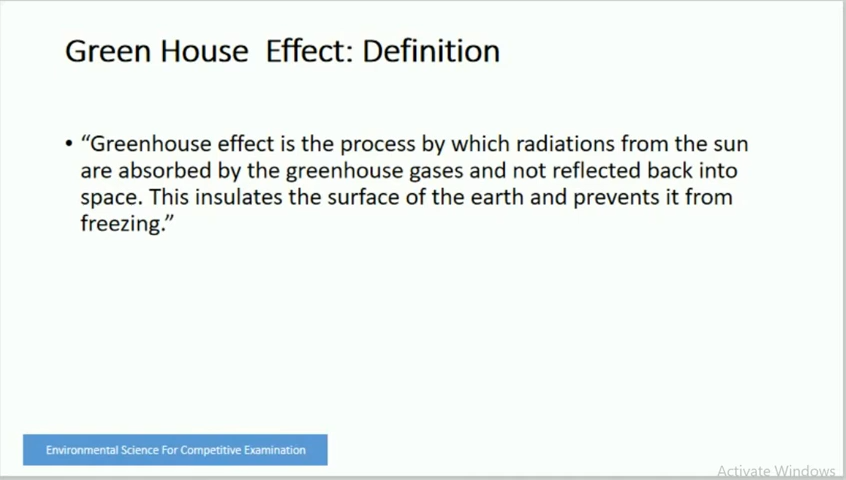 Green House  Effect: Definition
• “Greenhouse effect is the process by which radiations from the sun
are absorbed by the greenhouse gases and not reflected back into
space. This insulates the surface of the earth and prevents it from
freezing.”
Environmental Science For Competitive Examination
Activate Windows